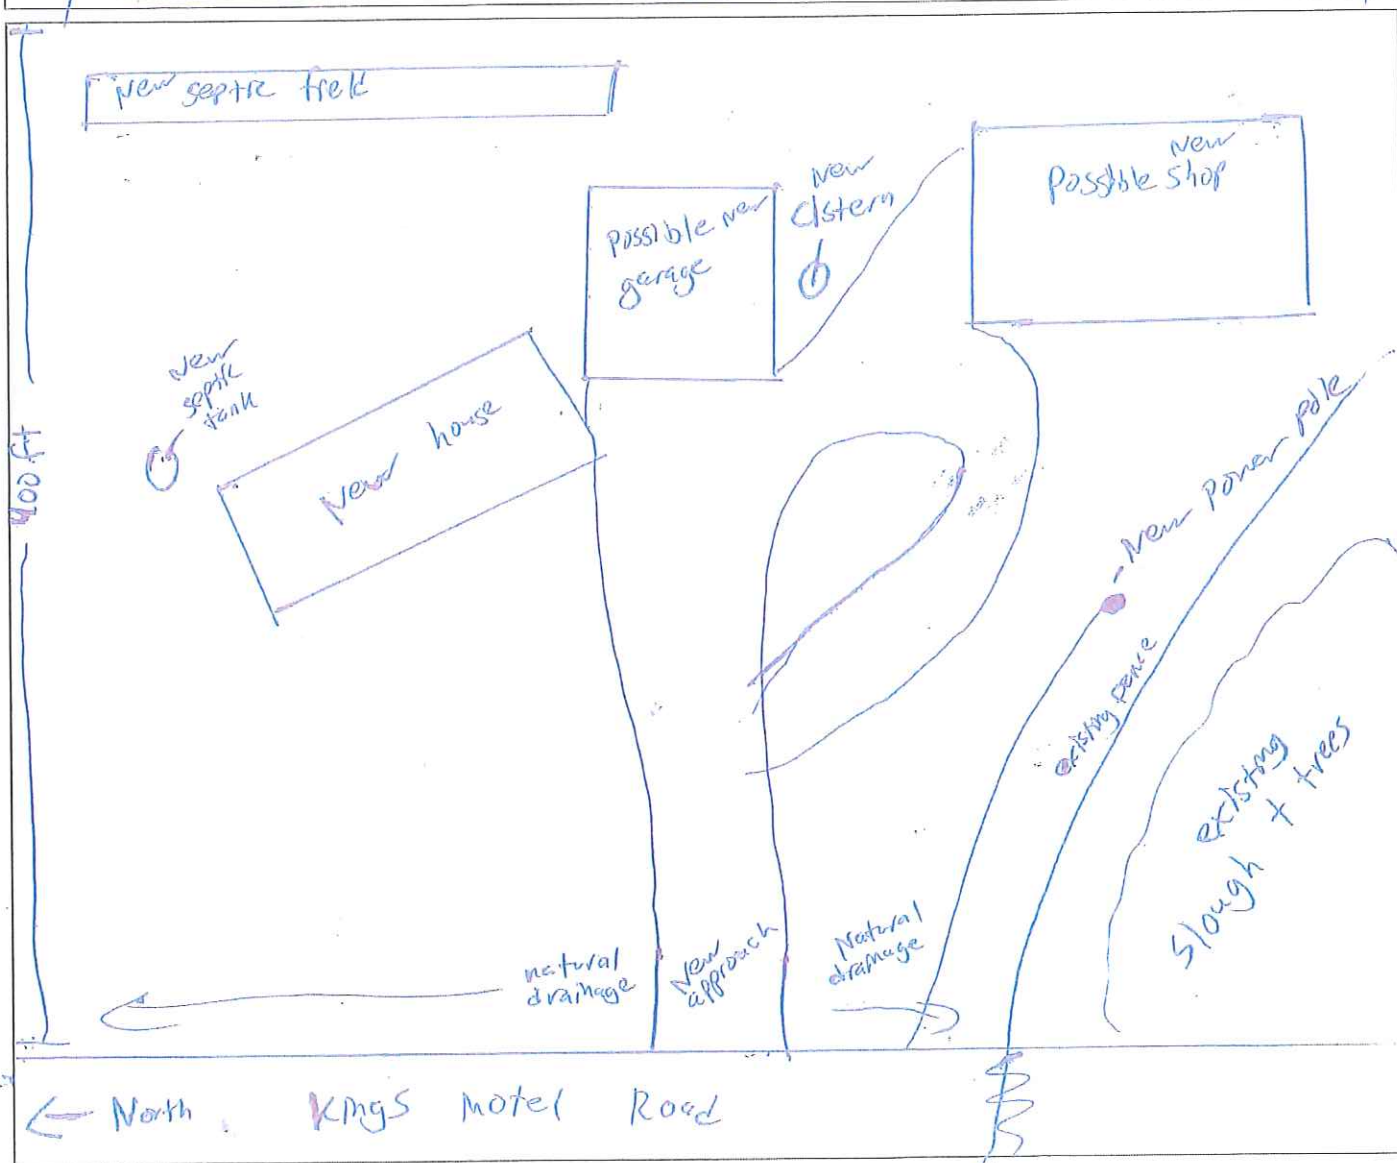 New septic field
New
Cistern
Possible New
Shop
possible new
garage
New
septic
tank
New house
400 ft
New Power Pole
existing fence
existing
slough + trees
natural
drainage
New
approach
Natural
drainage
← North
Kings Motel Road